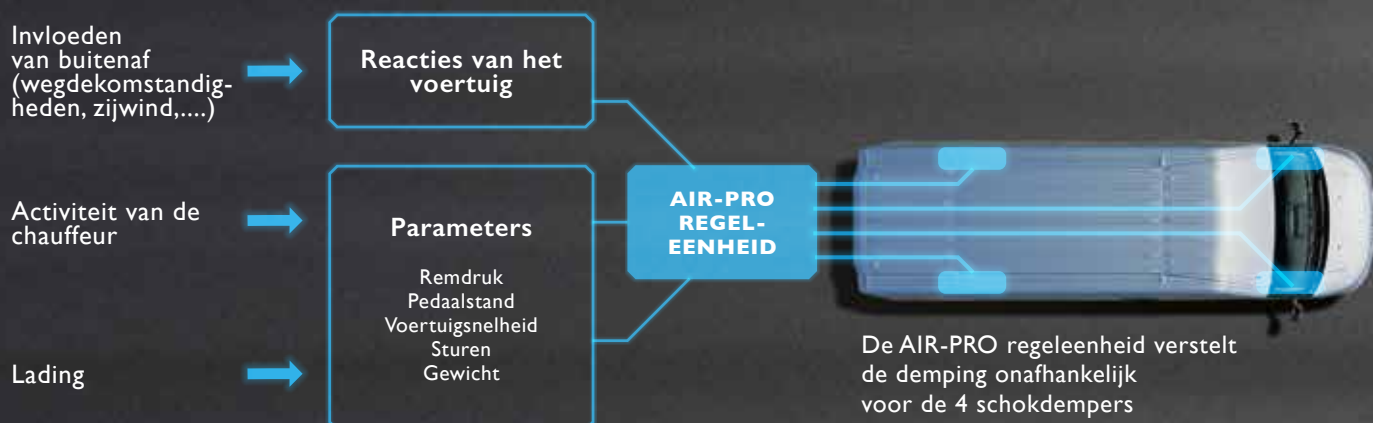 Invloeden
van buitenaf
(wegdekomstandig-
heden, zijwind,....)
Reacties van het
voertuig
Activiteit van de
chauffeur
Lading
Parameters
Remdruk
Pedaalstand
Voertuigsnelheid
Sturen
Gewicht
AIR-PRO
REGEL-
EENHEID
De AIR-PRO regeleenheid verstelt
de demping onafhankelijk
voor de 4 schokdempers